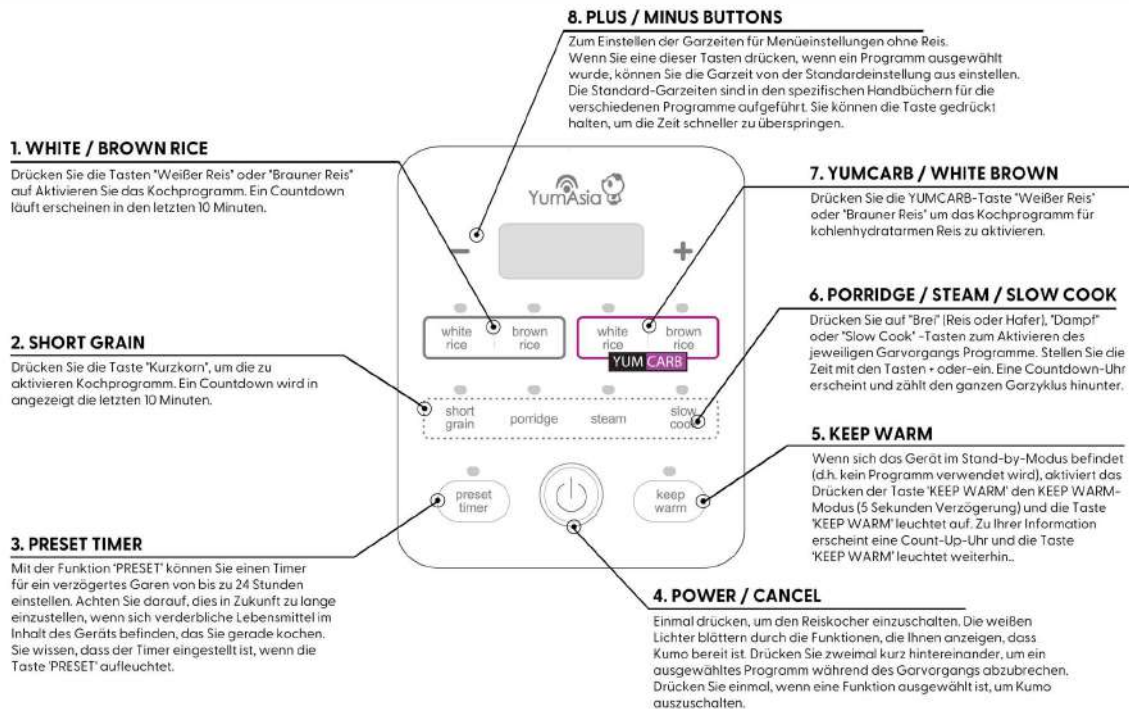 8. PLUS / MINUS BUTTONS
Zum Einstellen der Garzeiten für Menüeinstellungen ohne Reis.
Wenn Sie eine dieser Tasten drücken, wenn ein Programm ausgewählt
wurde, können Sie die Garzeit von der Standardeinstellung aus einstellen.
Die Standard-Garzeiten sind in den spezifischen Handbüchern für die
verschiedenen Programme aufgeführt. Sie können die Taste gedrückt
halten, um die Zeit schneller zu überspringen.
1. WHITE / BROWN RICE
Drücken Sie die Tasten "Weißer Reis" oder "Brauner Reis"
auf Aktivieren Sie das Kochprogramm. Ein Countdown
läuft erscheinen in den letzten 10 Minuten.
2. SHORT GRAIN
Drücken Sie die Taste "Kurzkorn", um die zu
aktivieren Kochprogramm. Ein Countdown wird in
angezeigt die letzten 10 Minuten.
3. PRESET TIMER
Mit der Funktion 'PRESET' können Sie einen Timer
für ein verzögertes Garen von bis zu 24 Stunden
einstellen. Achten Sie darauf, dies in Zukunft zu lange
einzustellen, wenn sich verderbliche Lebensmittel im
Inhalt des Geräts befinden, das Sie gerade kochen.
Sie wissen, dass der Timer eingestellt ist, wenn die
Taste 'PRESET' aufleuchtet.
YumAsia
− +
white rice
brown rice
white rice
brown rice
YUM CARB
short grain
porridge
steam
slow cook
preset timer
keep warm
7. YUMCARB / WHITE BROWN
Drücken Sie die YUMCARB-Taste "Weißer Reis"
oder "Brauner Reis" um das Kochprogramm für
kohlenhydratarmen Reis zu aktivieren.
6. PORRIDGE / STEAM / SLOW COOK
Drücken Sie auf "Brei" (Reis oder Hafer), "Dampf"
oder "Slow Cook" -Tasten zum Aktivieren des
jeweiligen Garvorgangs Programme. Stellen Sie die
Zeit mit den Tasten + oder-ein. Eine Countdown-Uhr
erscheint und zählt den ganzen Garzyklus hinunter.
5. KEEP WARM
Wenn sich das Gerät im Stand-by-Modus befindet
(d.h. kein Programm verwendet wird), aktiviert das
Drücken der Taste 'KEEP WARM' den KEEP WARM-
Modus (5 Sekunden Verzögerung) und die Taste
'KEEP WARM' leuchtet auf. Zu Ihrer Information
erscheint eine Count-Up-Uhr und die Taste
'KEEP WARM' leuchtet weiterhin..
4. POWER / CANCEL
Einmal drücken, um den Reiskocher einzuschalten. Die weißen
Lichter blättern durch die Funktionen, die Ihnen anzeigen, dass
Kumo bereit ist. Drücken Sie zweimal kurz hintereinander, um ein
ausgewähltes Programm während des Garvorgangs abzubrechen.
Drücken Sie einmal, wenn eine Funktion ausgewählt ist, um Kumo
auszuschalten.